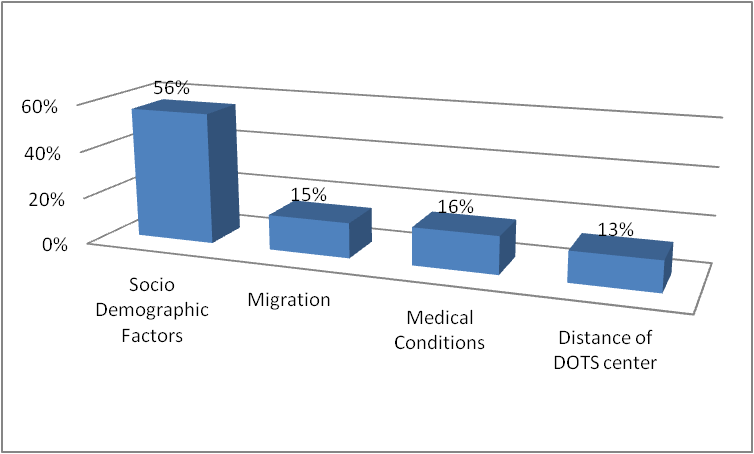 56%
60%
40%
20%
0%
15%
16%
13%
Socio
Demographic
Factors
Migration
Medical
Conditions
Distance of
DOTS center